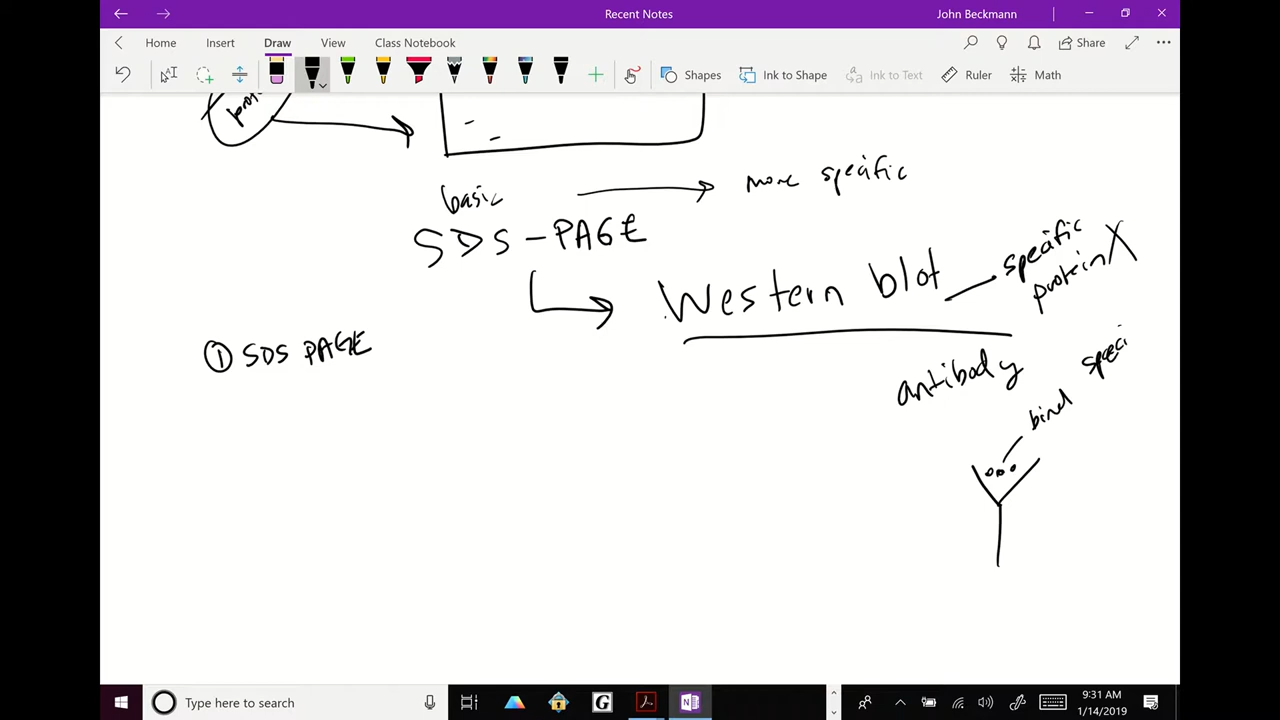 Recent Notes
John Beckmann
Home Insert Draw View Class Notebook
Share
Shapes
Ink to Shape
Ink to Text
Ruler
Math
basic
more specific
SDS-PAGE
Western blot
specific
protein X
① SDS PAGE
antibody
bind speci
Type here to search
G
N
9:31 AM
1/14/2019